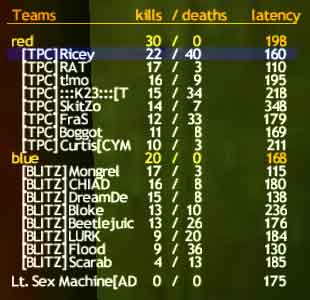 Teams kills / deaths latency
red 30 / 0 198
[TPC]Ricey 22 / 40 160
[TPC]RAT 17 / 3 110
[TPC]t!mo 16 / 9 195
[TPC]:::K23:::[T 15 / 34 218
[TPC]SkitZo 14 / 7 348
[TPC]FraS 12 / 33 179
[TPC]Boggot 11 / 8 169
[TPC]Curtis[CYM 10 / 3 211
blue 20 / 0 168
[BLITZ]Mongrel 17 / 3 115
[BLITZ]CHIAD 16 / 8 180
[BLITZ]DreamDe 15 / 8 138
[BLITZ]Bloke 13 / 10 236
[BLITZ]Beetlejuic 13 / 26 176
[BLITZ]LURK 9 / 20 184
[BLITZ]Flood 9 / 36 130
[BLITZ]Scarab 4 / 13 185
Lt. Sex Machine[AD 0 / 0 175